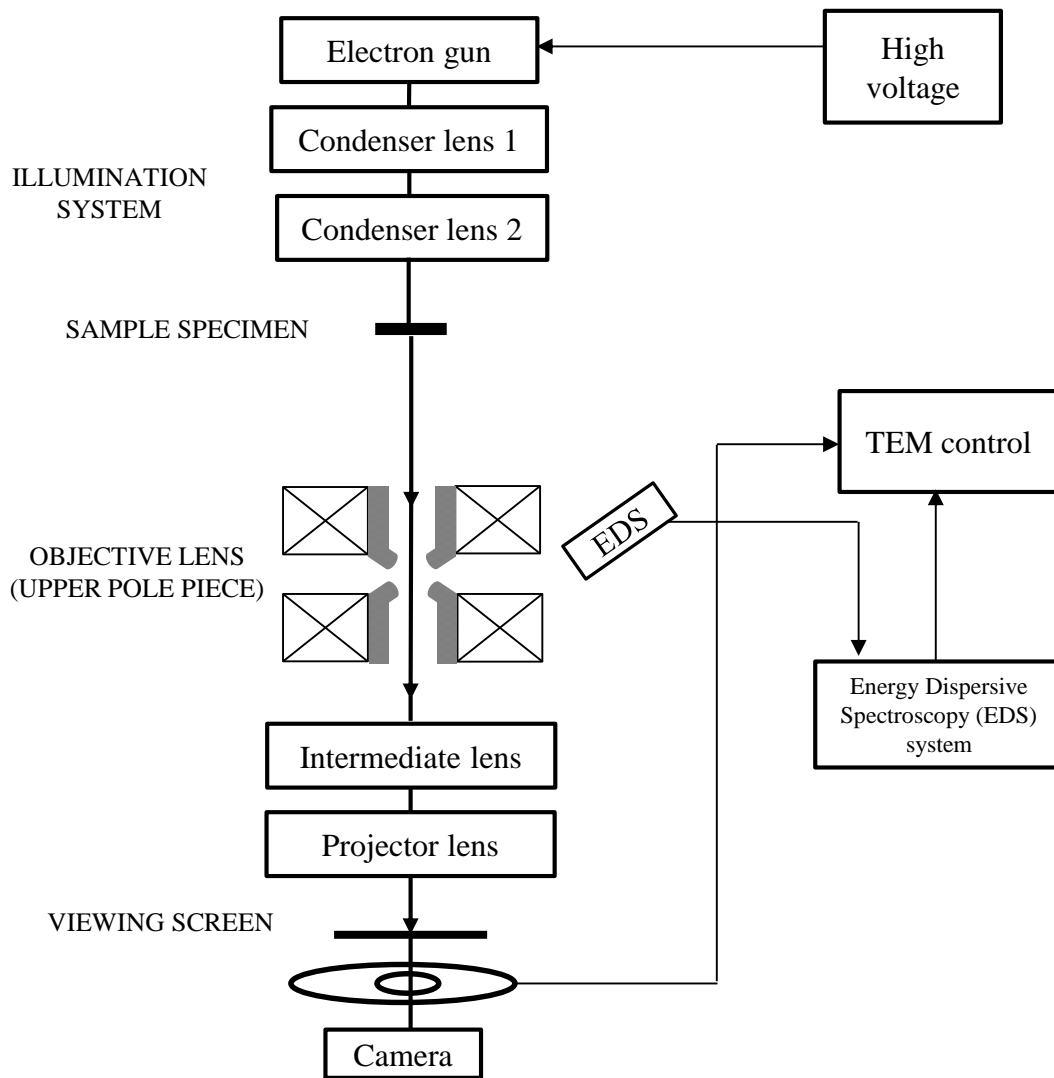 Electron gun
High
voltage
Condenser lens 1
ILLUMINATION
SYSTEM
Condenser lens 2
SAMPLE SPECIMEN
TEM control
EDS
OBJECTIVE LENS
(UPPER POLE PIECE)
Energy Dispersive
Spectroscopy (EDS)
system
Intermediate lens
Projector lens
VIEWING SCREEN
Camera